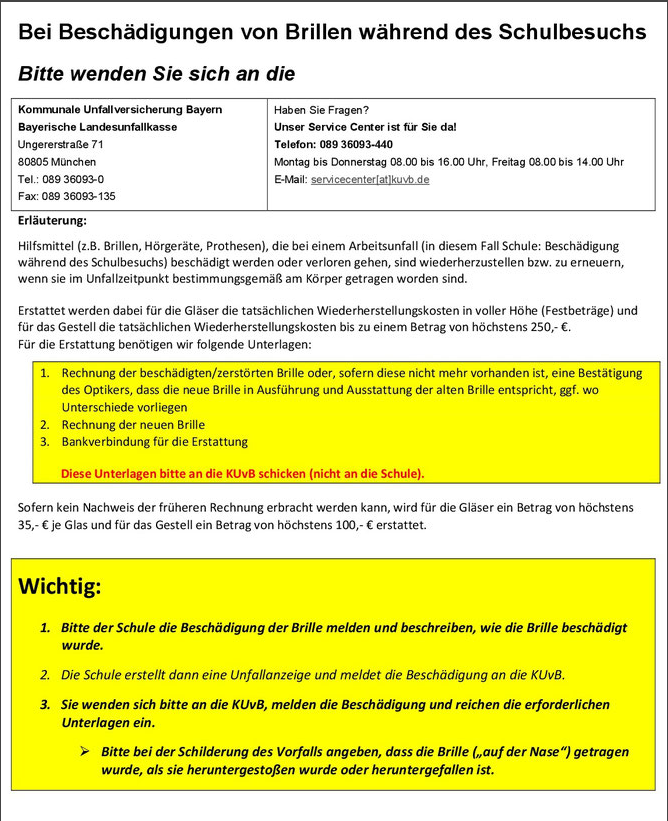 Bei Beschädigungen von Brillen während des Schulbesuchs
Bitte wenden Sie sich an die
Kommunale Unfallversicherung Bayern
Bayerische Landesunfallkasse
Ungererstraße 71
80805 München
Tel.: 089 36093-0
Fax: 089 36093-135
Haben Sie Fragen?
Unser Service Center ist für Sie da!
Telefon: 089 36093-440
Montag bis Donnerstag 08.00 bis 16.00 Uhr, Freitag 08.00 bis 14.00 Uhr
E-Mail: servicecenter[at]kuvb.de
Erläuterung:
Hilfsmittel (z.B. Brillen, Hörgeräte, Prothesen), die bei einem Arbeitsunfall (in diesem Fall Schule: Beschädigung
während des Schulbesuchs) beschädigt werden oder verloren gehen, sind wiederherzustellen bzw. zu erneuern,
wenn sie im Unfallzeitpunkt bestimmungsgemäß am Körper getragen worden sind.
Erstattet werden dabei für die Gläser die tatsächlichen Wiederherstellungskosten in voller Höhe (Festbeträge) und
für das Gestell die tatsächlichen Wiederherstellungskosten bis zu einem Betrag von höchstens 250,- €.
Für die Erstattung benötigen wir folgende Unterlagen:
1. Rechnung der beschädigten/zerstörten Brille oder, sofern diese nicht mehr vorhanden ist, eine Bestätigung
des Optikers, dass die neue Brille in Ausführung und Ausstattung der alten Brille entspricht, ggf. wo
Unterschiede vorliegen
2. Rechnung der neuen Brille
3. Bankverbindung für die Erstattung
Diese Unterlagen bitte an die KUvB schicken (nicht an die Schule).
Sofern kein Nachweis der früheren Rechnung erbracht werden kann, wird für die Gläser ein Betrag von höchstens
35,- € je Glas und für das Gestell ein Betrag von höchstens 100,- € erstattet.
Wichtig:
1. Bitte der Schule die Beschädigung der Brille melden und beschreiben, wie die Brille beschädigt
wurde.
2. Die Schule erstellt dann eine Unfallanzeige und meldet die Beschädigung an die KUvB.
3. Sie wenden sich bitte an die KUvB, melden die Beschädigung und reichen die erforderlichen
Unterlagen ein.
➢ Bitte bei der Schilderung des Vorfalls angeben, dass die Brille („auf der Nase“) getragen
wurde, als sie heruntergestoßen wurde oder heruntergefallen ist.